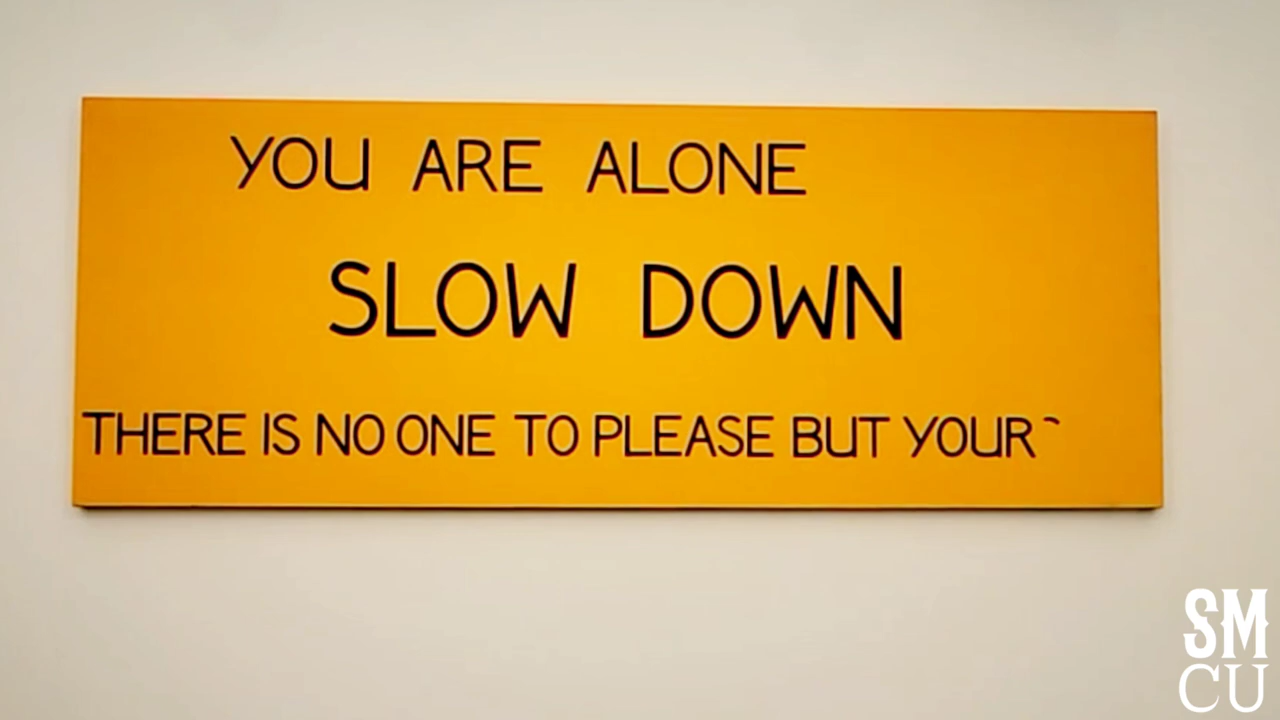 YOU ARE ALONE
SLOW DOWN
THERE IS NO ONE TO PLEASE BUT YOUR~
SM
CU